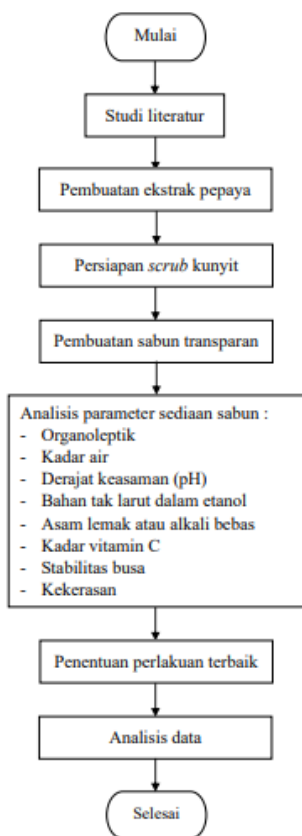 Mulai
Studi literatur
Pembuatan ekstrak pepaya
Persiapan scrub kunyit
Pembuatan sabun transparan
Analisis parameter sediaan sabun :
- Organoleptik
- Kadar air
- Derajat keasaman (pH)
- Bahan tak larut dalam etanol
- Asam lemak atau alkali bebas
- Kadar vitamin C
- Stabilitas busa
- Kekerasan
Penentuan perlakuan terbaik
Analisis data
Selesai